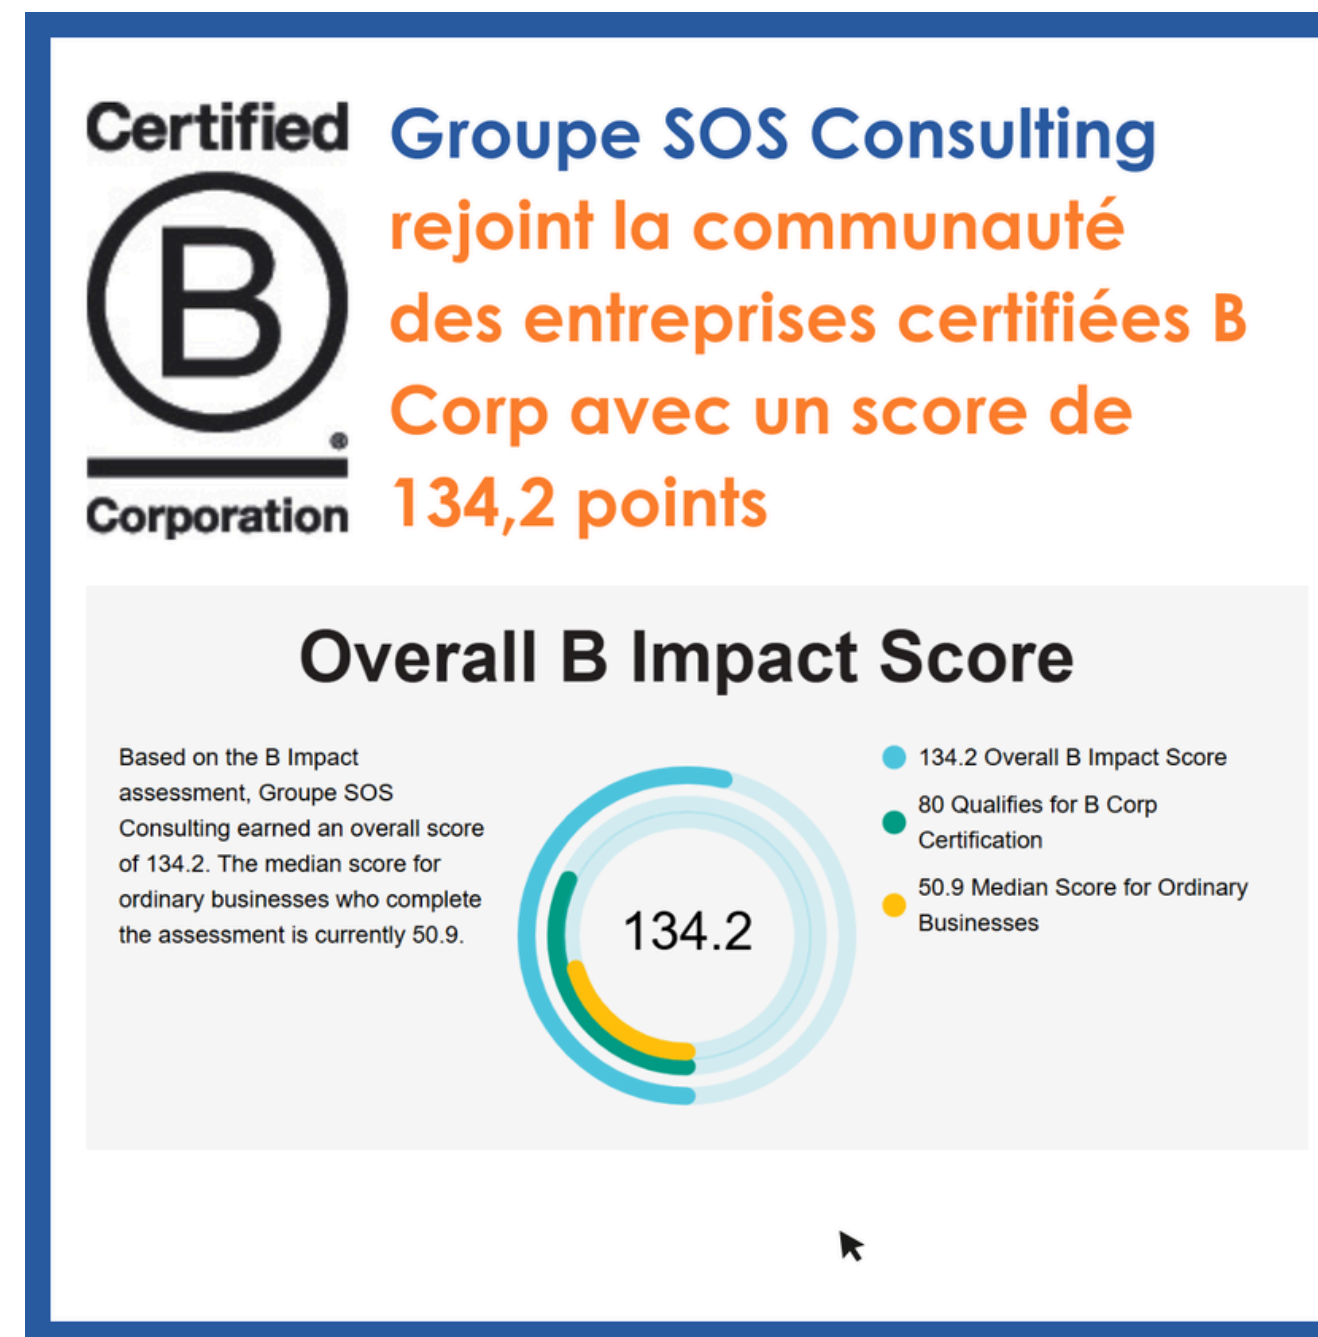 Certified
B
®
Corporation
Groupe SOS Consulting
rejoint la communauté
des entreprises certifiées B
Corp avec un score de
134,2 points
Overall B Impact Score
Based on the B Impact
assessment, Groupe SOS
Consulting earned an overall score
of 134.2. The median score for
ordinary businesses who complete
the assessment is currently 50.9.
134.2
134.2 Overall B Impact Score
80 Qualifies for B Corp
Certification
50.9 Median Score for Ordinary
Businesses